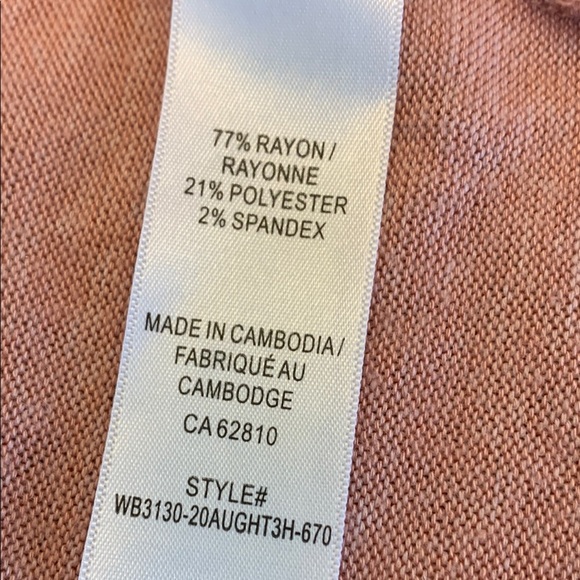 77% RAYON/
RAYONNE
21% POLYESTER
2% SPANDEX
MADE IN CAMBODIA/
FABRIQUÉ AU
CAMBODGE
CA 62810
STYLE#
WB3130-20AUGHT3H-670